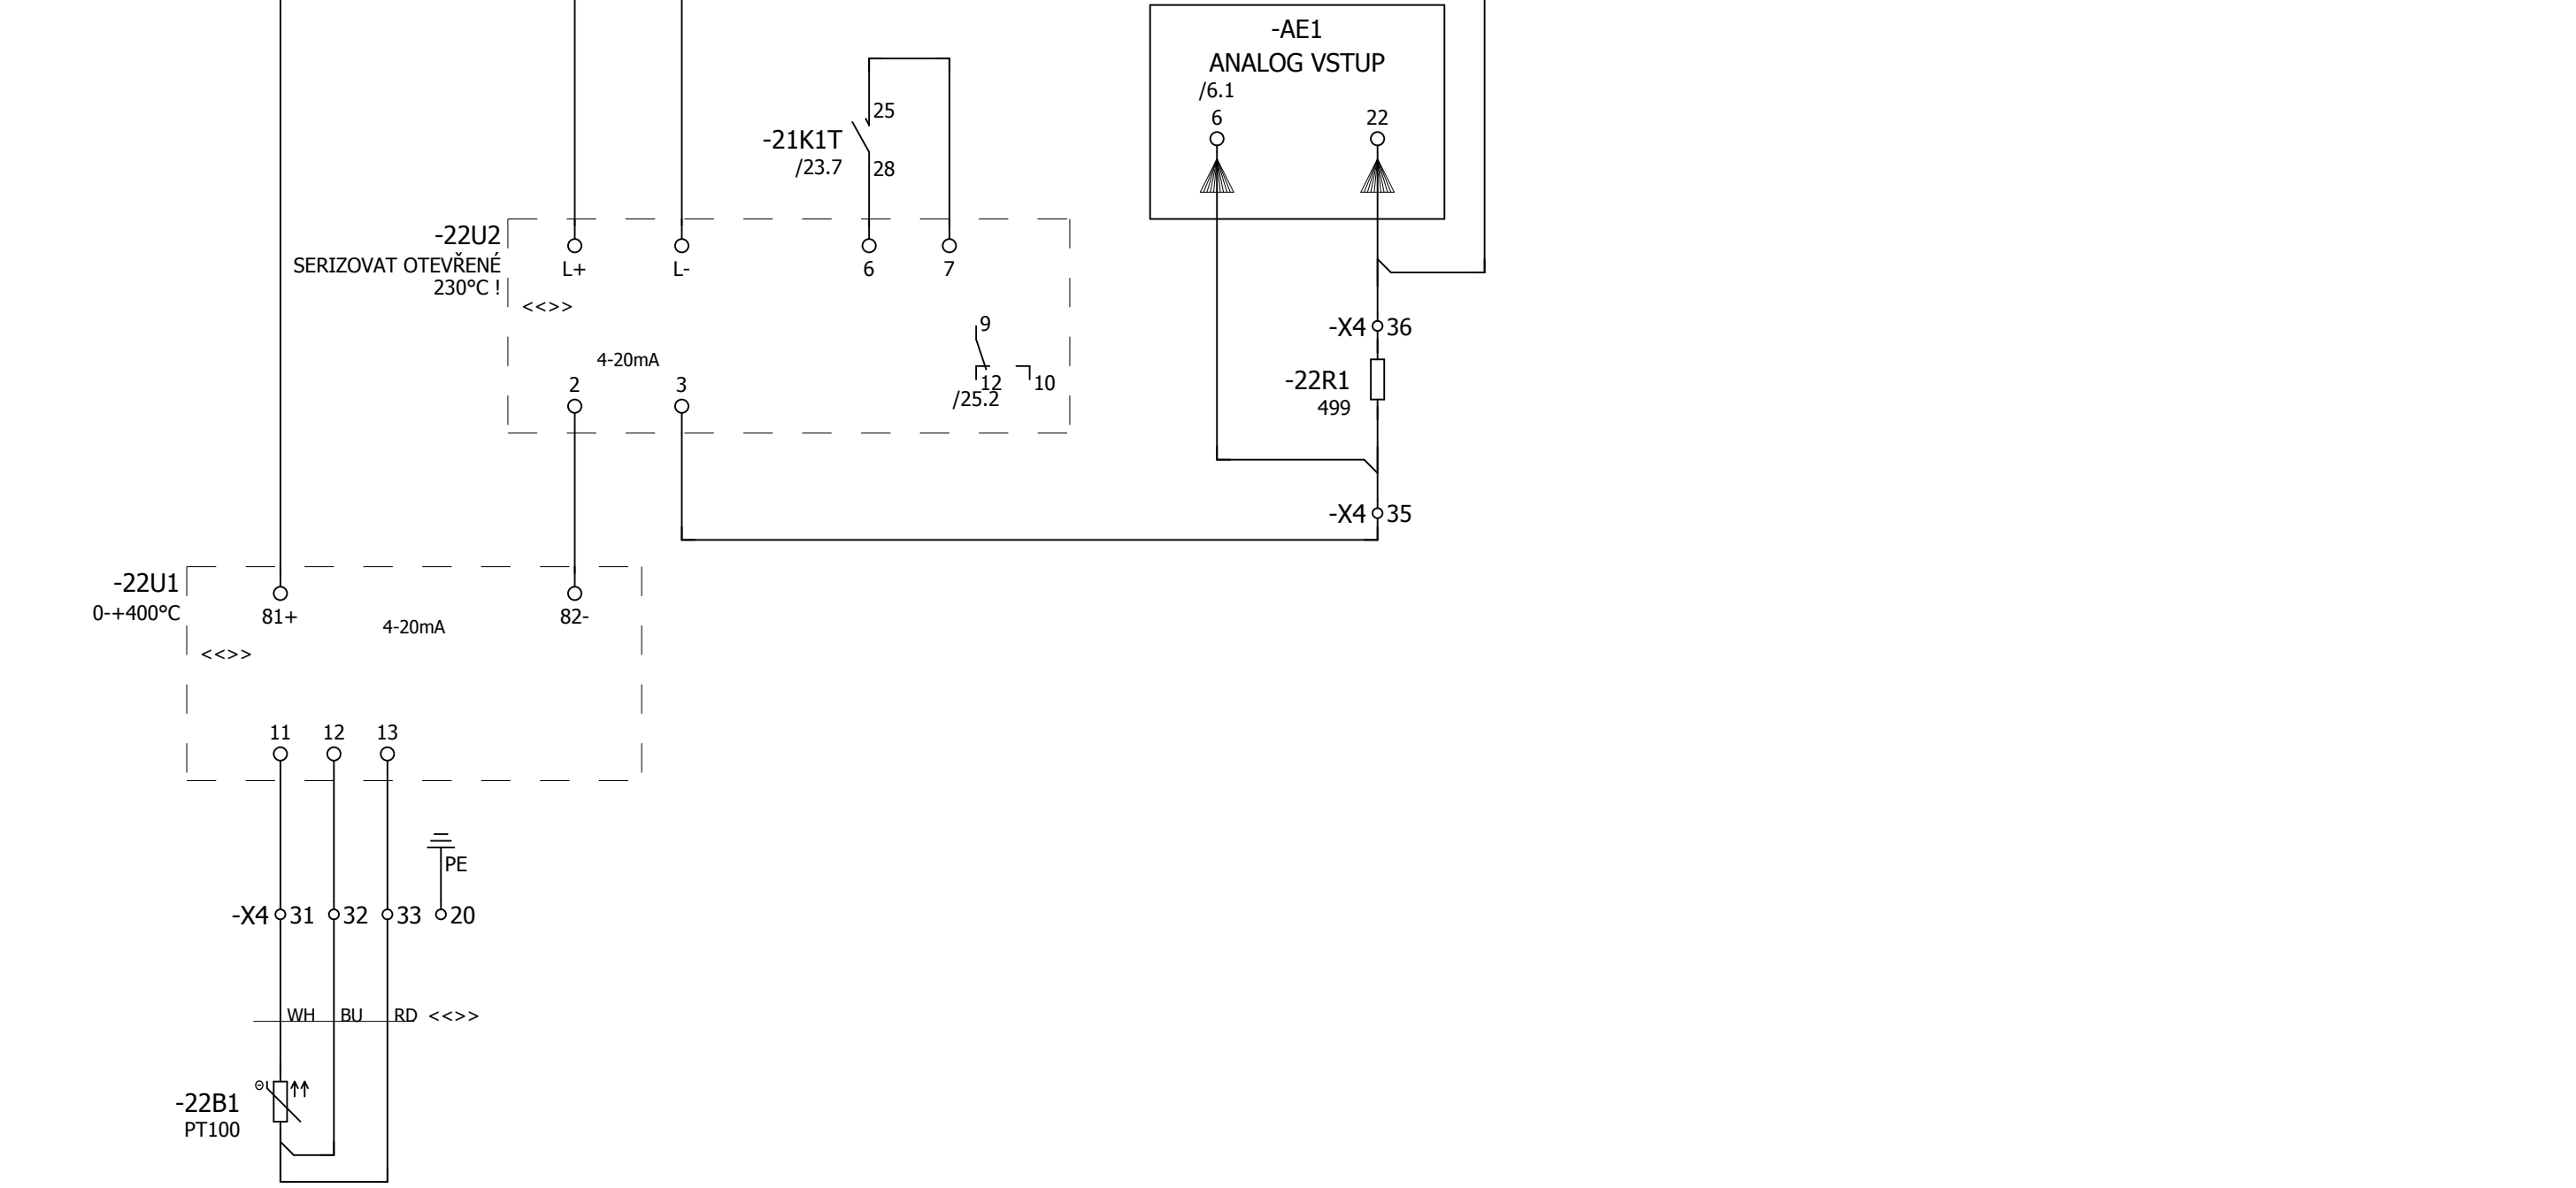 -AE1
ANALOG VSTUP
/6.1
6
22
25
-21K1T
/23.7
28
-22U2
SERIZOVAT OTEVŘENÉ
230°C !
L+
L-
6
7
<<>>
9
4-20mA
12
10
/25.2
2
3
-X4
36
-22R1
499
-X4
35
-22U1
0-+400°C
81+
82-
4-20mA
<<>>
11
12
13
PE
-X4
31
32
33
20
WH
BU
RD
<<>>
Θ
-22B1
PT100